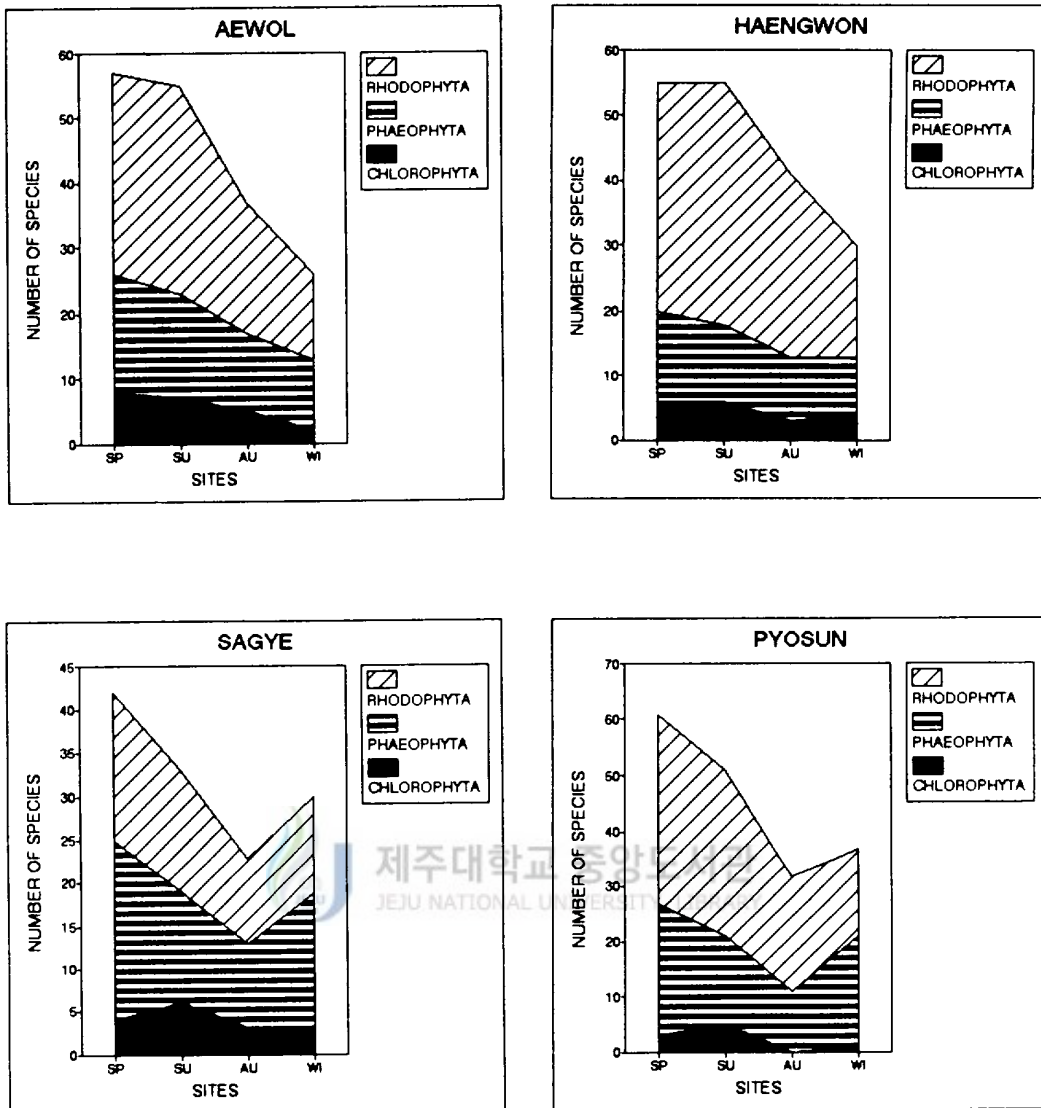 AEWOL
NUMBER OF SPECIES
60
50
40
30
20
10
0
SP SU AU WI
SITES
RHODOPHYTA
PHAEOPHYTA
CHLOROPHYTA
HAENGWON
NUMBER OF SPECIES
60
50
40
30
20
10
0
SP SU AU WI
SITES
RHODOPHYTA
PHAEOPHYTA
CHLOROPHYTA
SAGYE
NUMBER OF SPECIES
45
40
35
30
25
20
15
10
5
0
SP SU AU WI
SITES
RHODOPHYTA
PHAEOPHYTA
CHLOROPHYTA
PYOSUN
NUMBER OF SPECIES
70
60
50
40
30
20
10
0
SP SU AU WI
SITES
RHODOPHYTA
PHAEOPHYTA
CHLOROPHYTA
제주대학교 중앙도서관
JEJU NATIONAL UNIVERSITY LIBRARY